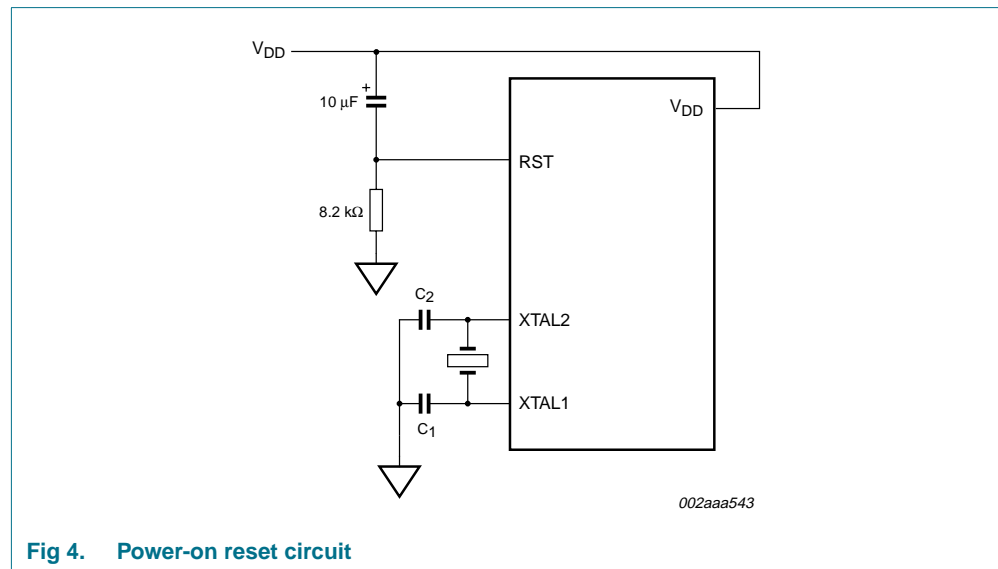 VDD
10 µF
+
VDD
RST
8.2 kΩ
C2
XTAL2
XTAL1
C1
002aaa543
Fig 4. Power-on reset circuit